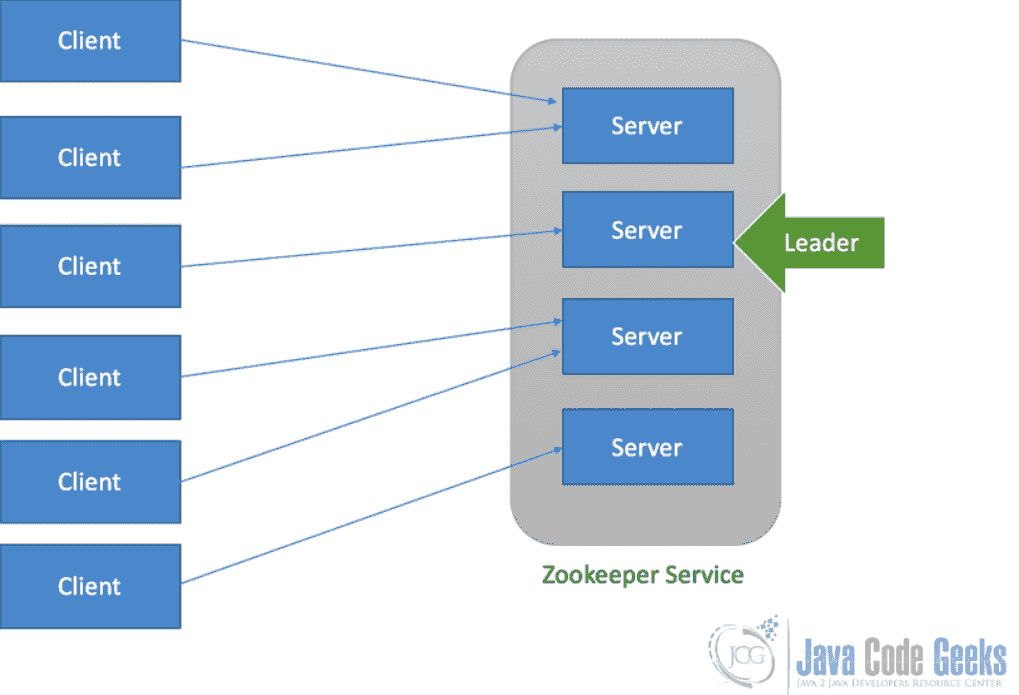 Client
Client
Client
Client
Client
Client
Server
Server
Server
Server
Leader
Zookeeper Service
JCG
Java Code Geeks
JAVA 2 JAVA DEVELOPERS RESOURCE CENTER